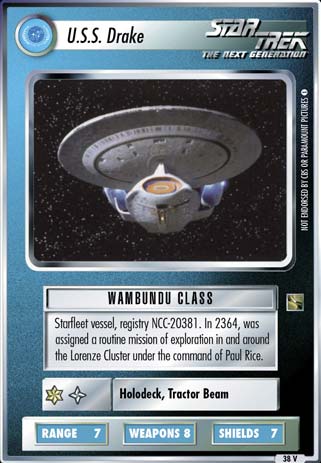 U.S.S. Drake
STAR TREK
THE NEXT GENERATION
NOT ENDORSED BY CBS OR PARAMOUNT PICTURES
WAMBUNDU CLASS
Starfleet vessel, registry NCC-20381. In 2364, was
assigned a routine mission of exploration in and around
the Lorenze Cluster under the command of Paul Rice.
Holodeck, Tractor Beam
RANGE 7 WEAPONS 8 SHIELDS 7
38 V